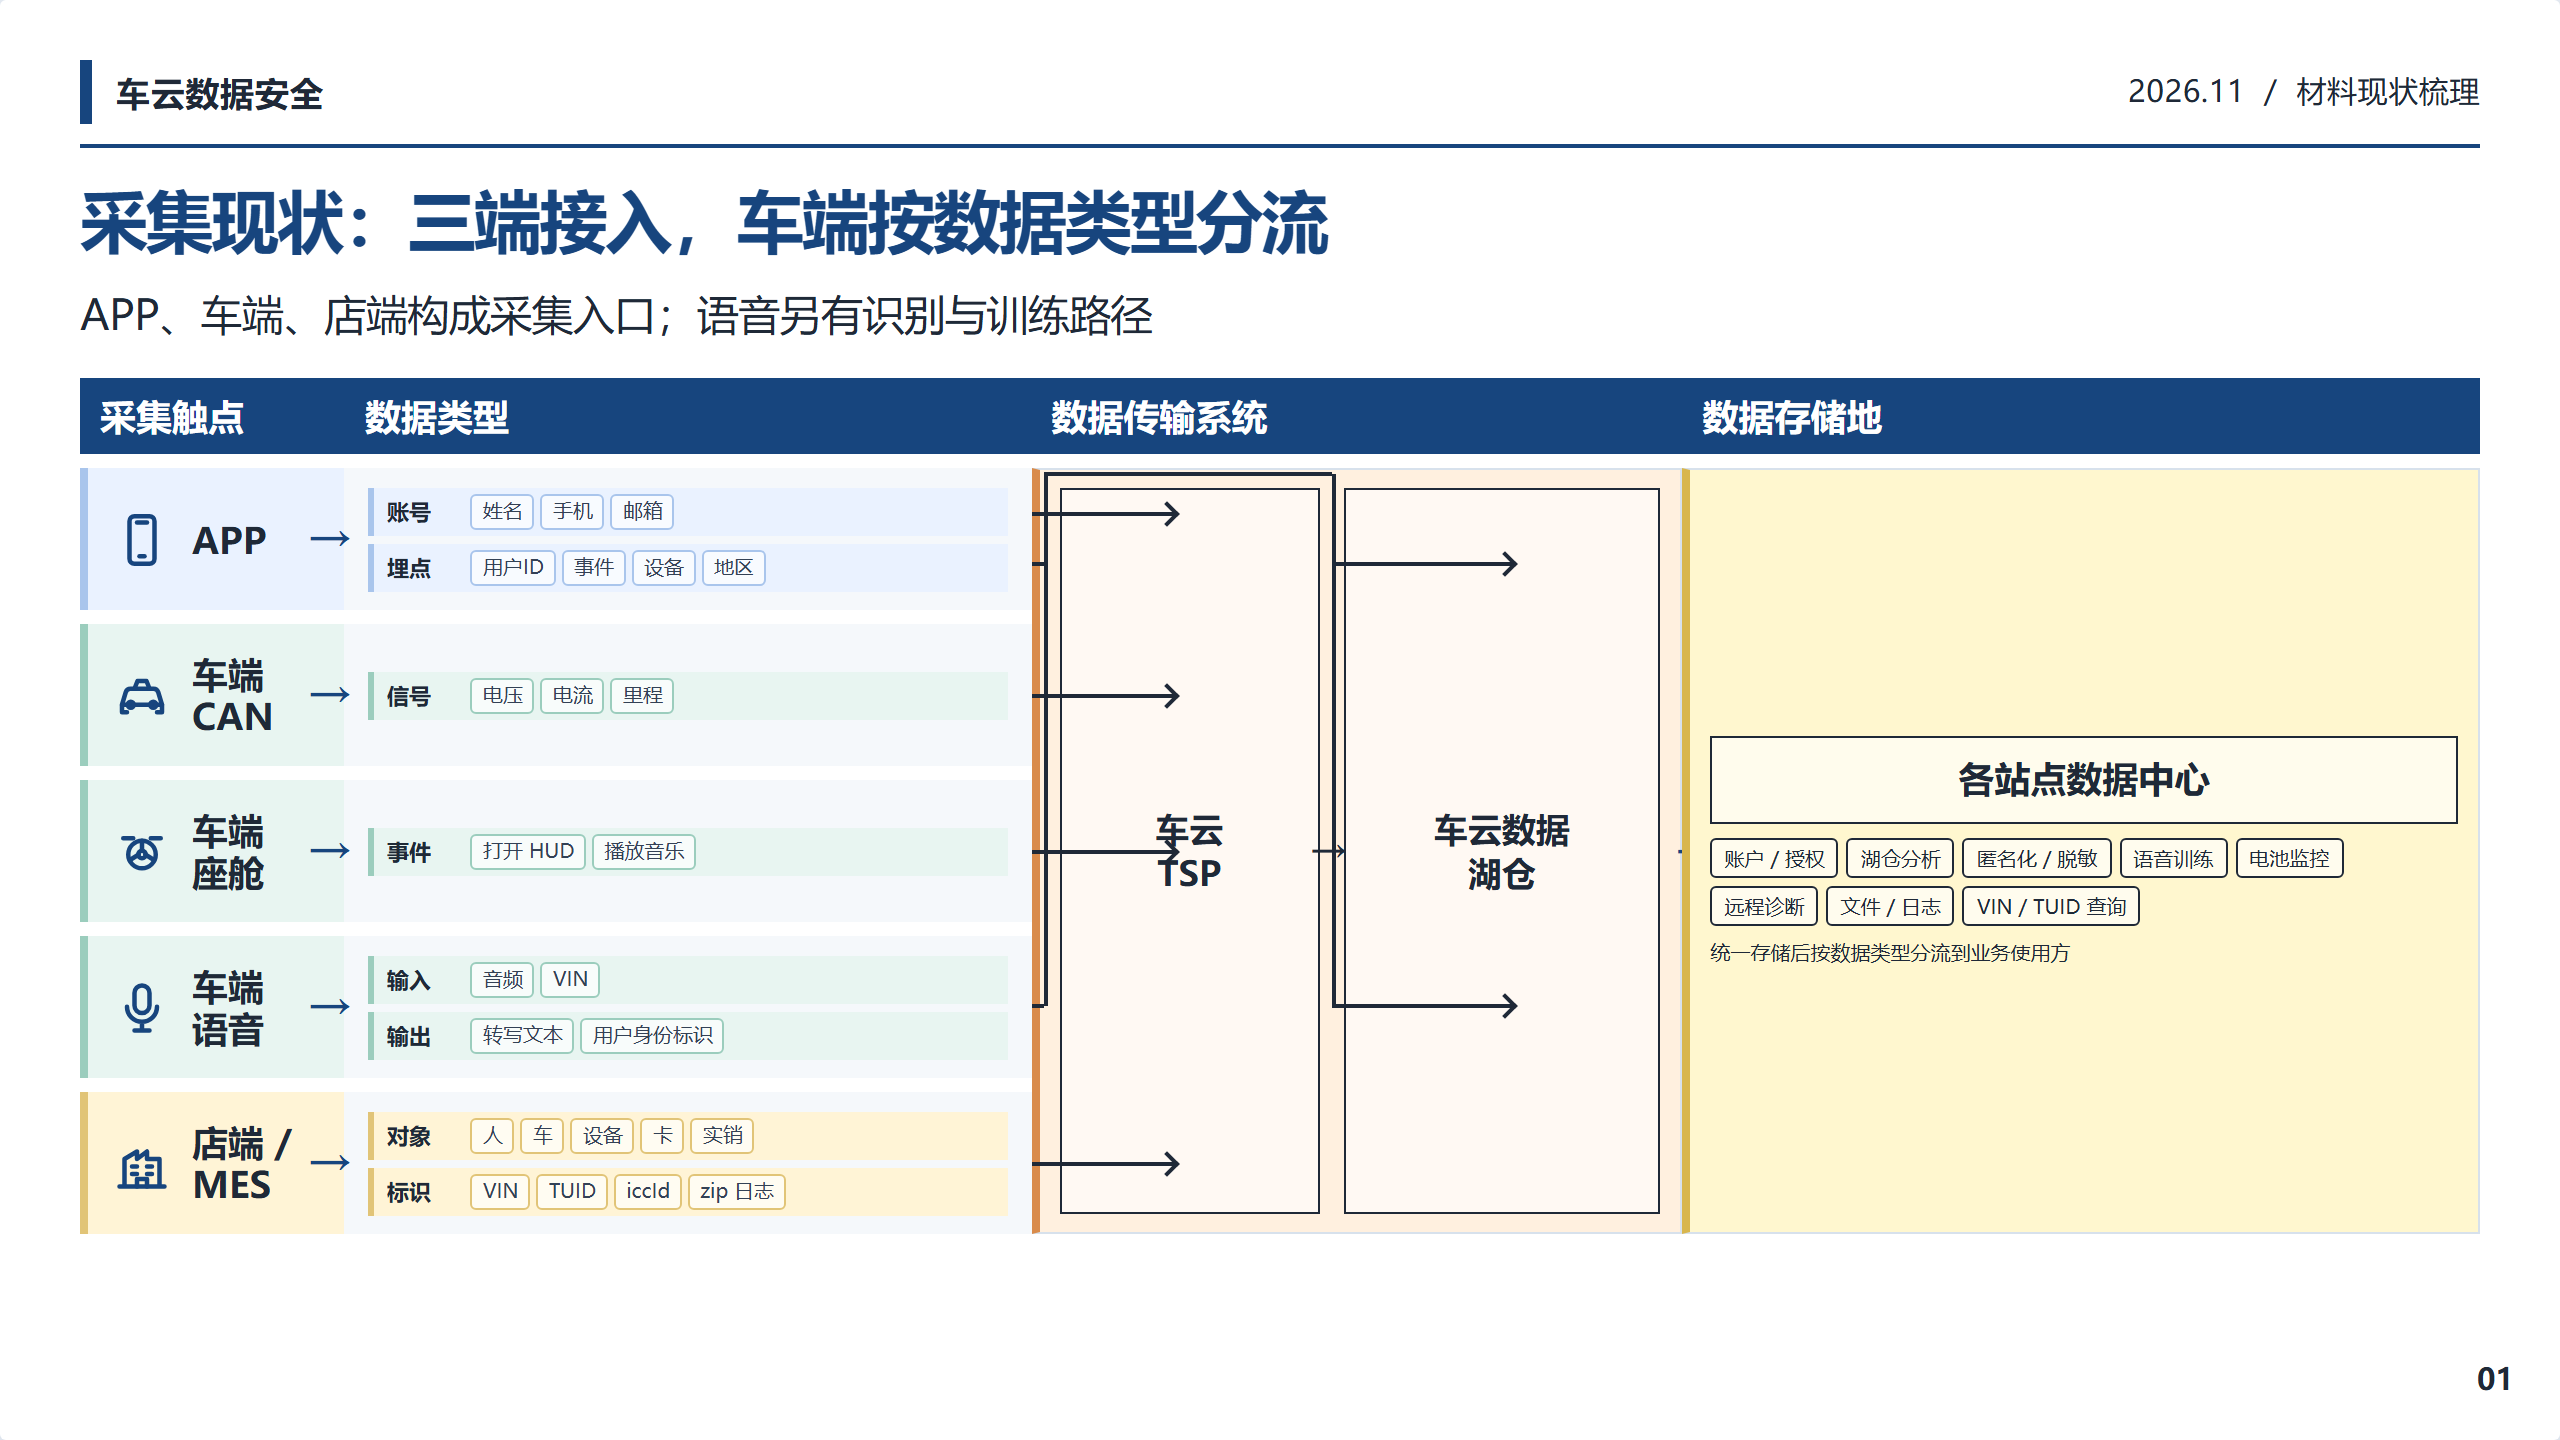 车云数据安全
2026.11 / 材料现状梳理
采集现状：三端接入，车端按数据类型分流
APP、车端、店端构成采集入口；语音另有识别与训练路径
采集触点 数据类型 数据传输系统 数据存储地
APP
账号 姓名 手机 邮箱
埋点 用户ID 事件 设备 地区
车端
CAN
信号 电压 电流 里程
车端
座舱
事件 打开 HUD 播放音乐
车端
语音
输入 音频 VIN
输出 转写文本 用户身份标识
店端 /
MES
对象 人 车 设备 卡 实销
标识 VIN TUID iccId zip 日志
车云
TSP
车云数据
湖仓
各站点数据中心
账户 / 授权 湖仓分析 匿名化 / 脱敏 语音训练 电池监控
远程诊断 文件 / 日志 VIN / TUID 查询
统一存储后按数据类型分流到业务使用方
01